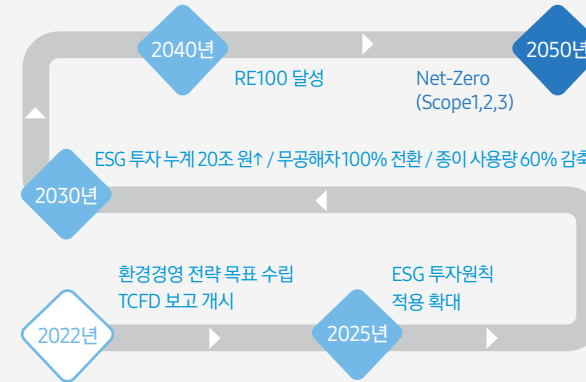 2040년
2050년
RE100 달성
Net-Zero
(Scope1,2,3)
ESG 투자 누계 20조 원↑ / 무공해차 100% 전환 / 종이 사용량 60% 감축
2030년
환경경영 전략 목표 수립
TCFD 보고 개시
ESG 투자원칙
적용 확대
2022년
2025년